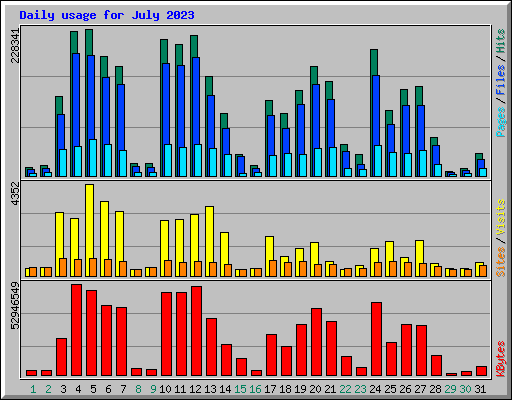 Daily usage for July 2023
228341
Pages / Files / Hits
4352
Sites / Visits
52946549
KBytes
1 2 3 4 5 6 7 8 9 10 11 12 13 14 15 16 17 18 19 20 21 22 23 24 25 26 27 28 29 30 31